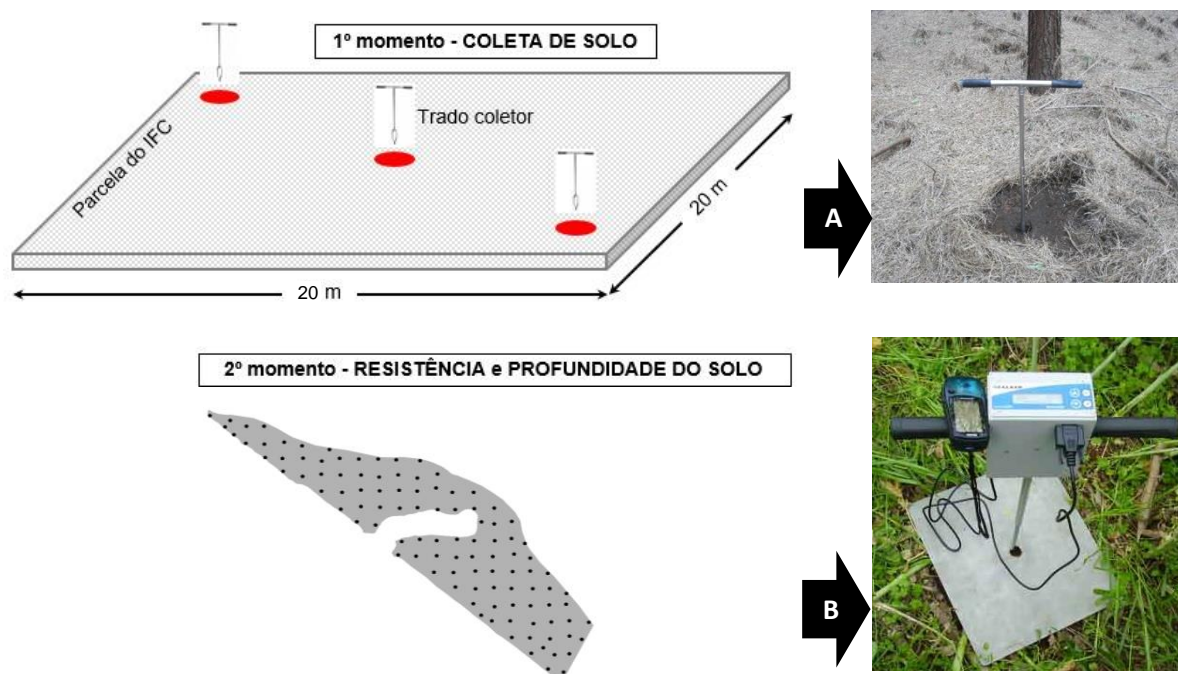 1º momento - COLETA DE SOLO
Parcela do IFC
Trado coletor
20 m
20 m
A
2º momento - RESISTÊNCIA e PROFUNDIDADE DO SOLO
B